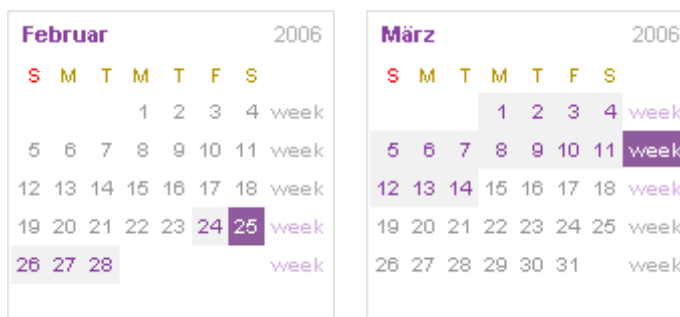 Februar 2006
S M T M T F S
1 2 3 4 week
5 6 7 8 9 10 11 week
12 13 14 15 16 17 18 week
19 20 21 22 23 24 25 week
26 27 28 week
März 2006
S M T M T F S
1 2 3 4 week
5 6 7 8 9 10 11 week
12 13 14 15 16 17 18 week
19 20 21 22 23 24 25 week
26 27 28 29 30 31 week